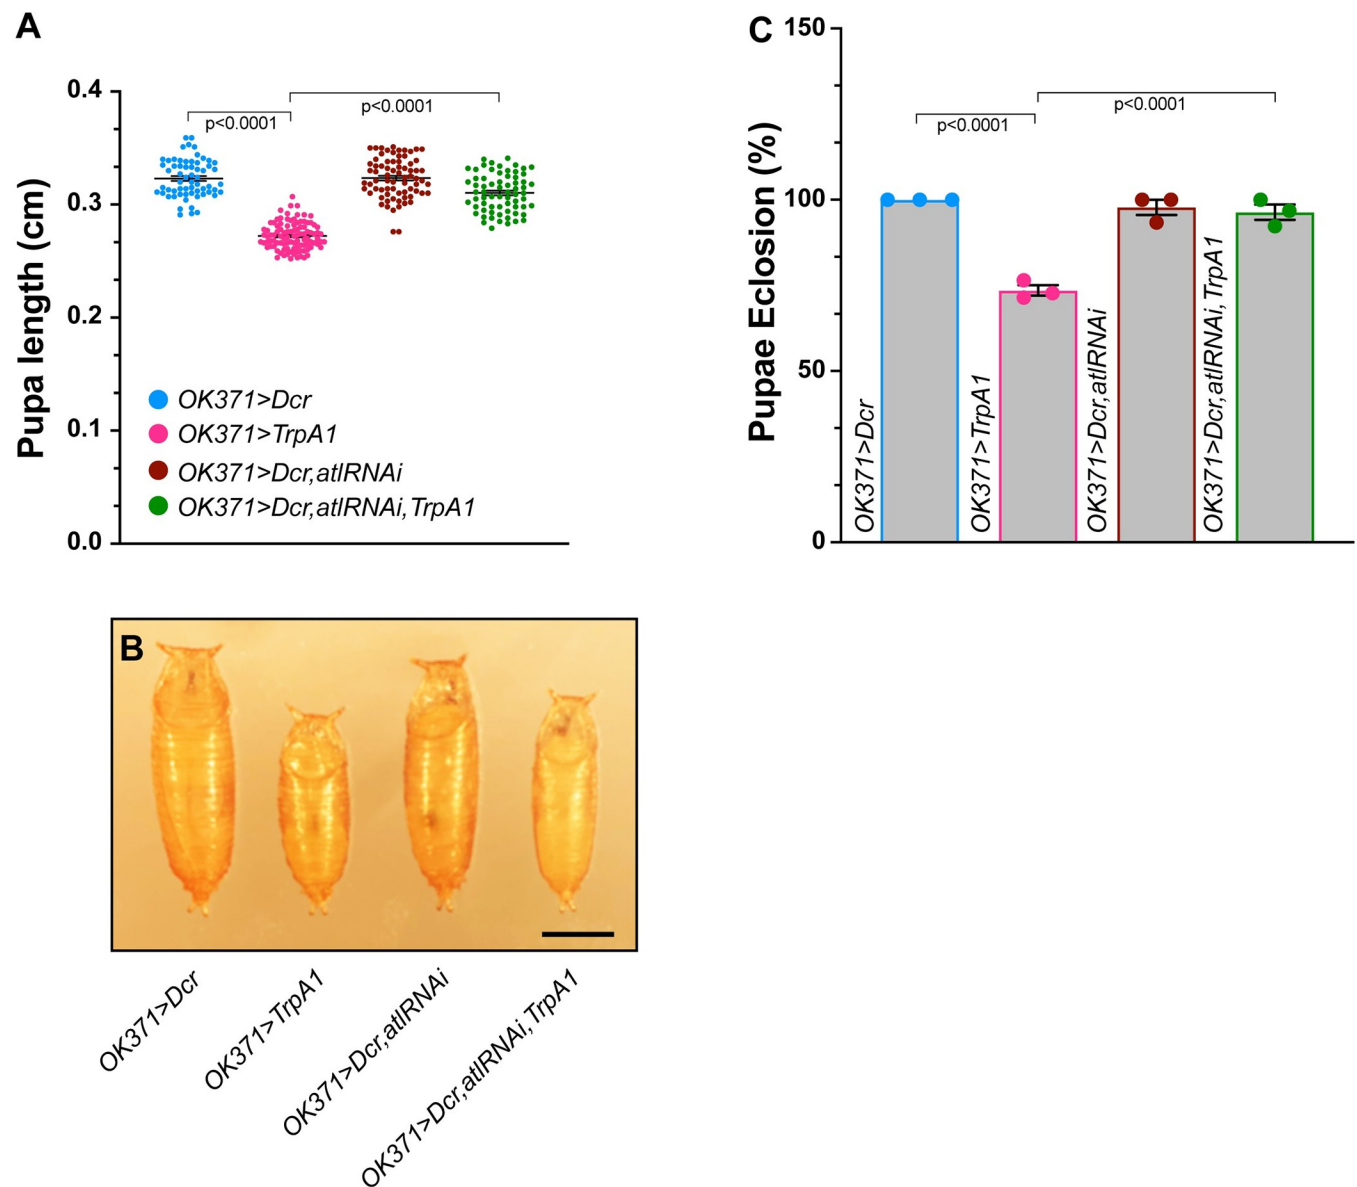 A
0.4
0.3
0.2
0.1
0.0
Pupa length (cm)
p<0.0001
p<0.0001
OK371>Dcr
OK371>TrpA1
OK371>Dcr,atlRNAi
OK371>Dcr,atlRNAi,TrpA1
C
150
100
50
0
Pupae Eclosion (%)
p<0.0001
p<0.0001
OK371>Dcr
OK371>TrpA1
OK371>Dcr,atlRNAi
OK371>Dcr,atlRNAi,TrpA1
B
OK371>Dcr
OK371>TrpA1
OK371>Dcr,atlRNAi
OK371>Dcr,atlRNAi,TrpA1